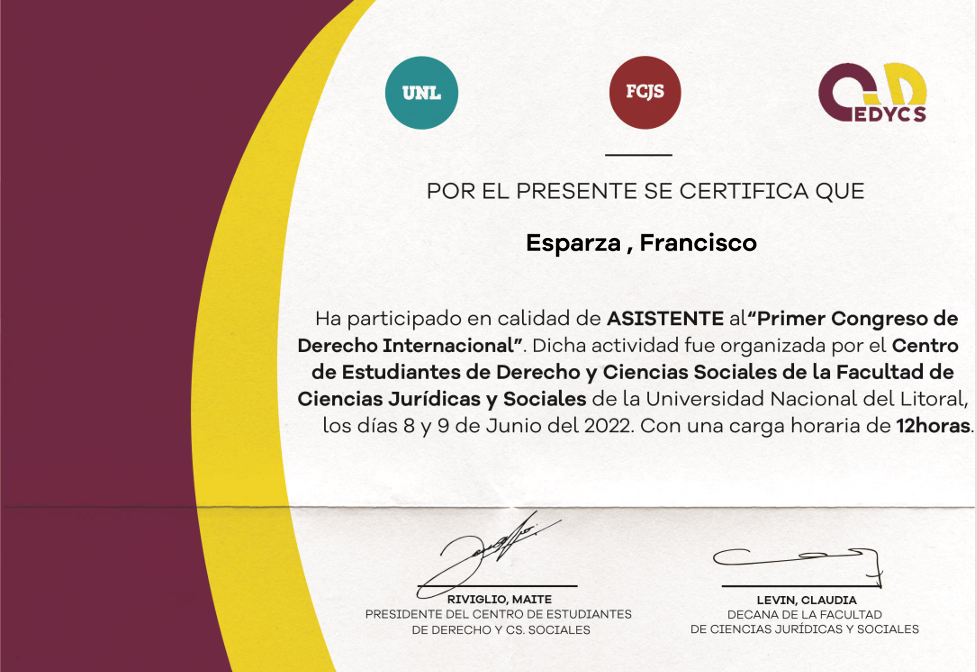 UNL
FCJS
CD
EDYCS
POR EL PRESENTE SE CERTIFICA QUE
Esparza , Francisco
Ha participado en calidad de ASISTENTE al“Primer Congreso de
Derecho Internacional”. Dicha actividad fue organizada por el Centro
de Estudiantes de Derecho y Ciencias Sociales de la Facultad de
Ciencias Jurídicas y Sociales de la Universidad Nacional del Litoral,
los días 8 y 9 de Junio del 2022. Con una carga horaria de 12horas.
RIVIGLIO, MAITE
PRESIDENTE DEL CENTRO DE ESTUDIANTES
DE DERECHO Y CS. SOCIALES
LEVIN, CLAUDIA
DECANA DE LA FACULTAD
DE CIENCIAS JURÍDICAS Y SOCIALES